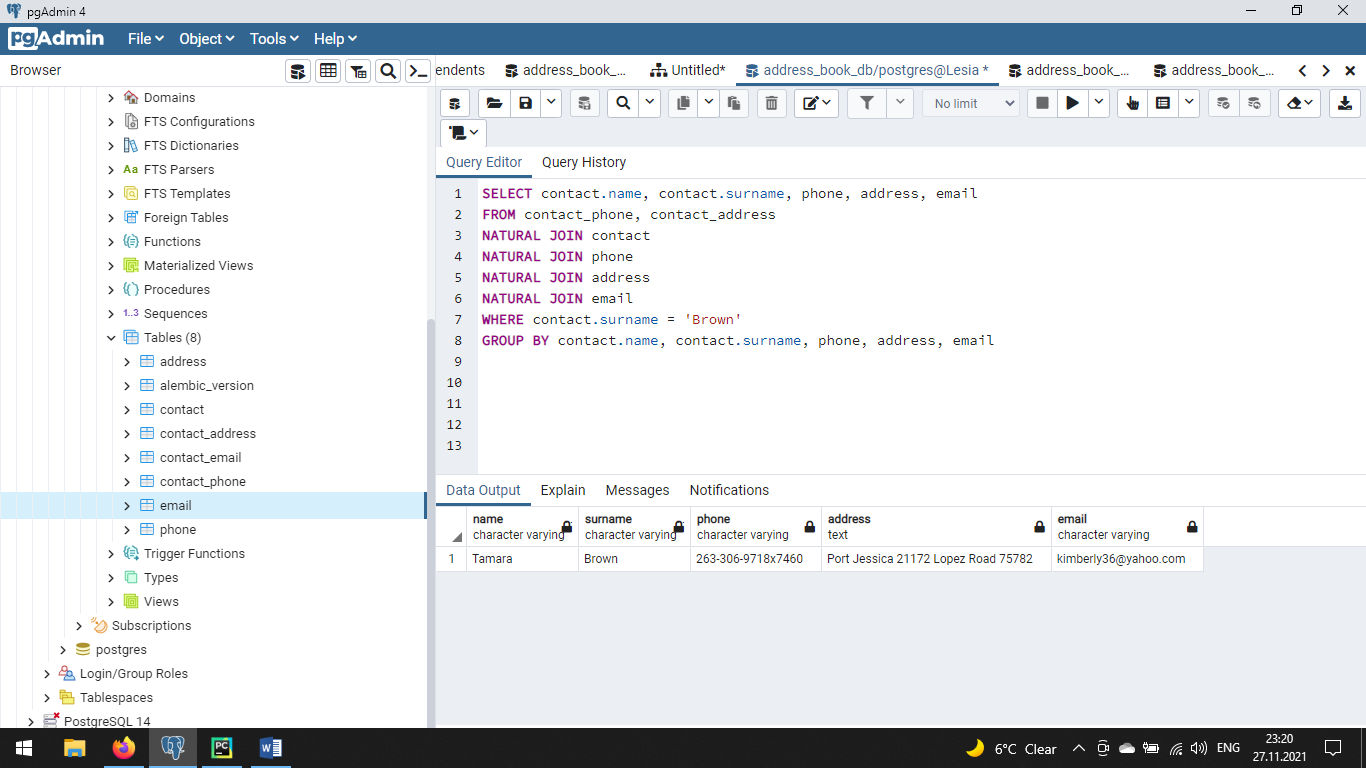 pgAdmin 4
pgAdmin File Object Tools Help
Browser
endents address_book_... Untitled* address_book_db/postgres@Lesia * address_book_... address_book_...
No limit
Query Editor Query History
1 SELECT contact.name, contact.surname, phone, address, email
2 FROM contact_phone, contact_address
3 NATURAL JOIN contact
4 NATURAL JOIN phone
5 NATURAL JOIN address
6 NATURAL JOIN email
7 WHERE contact.surname = 'Brown'
8 GROUP BY contact.name, contact.surname, phone, address, email
9
10
11
12
13
Domains
FTS Configurations
Aa FTS Dictionaries
Aa FTS Parsers
FTS Templates
Foreign Tables
Functions
Materialized Views
Procedures
1..3 Sequences
Tables (8)
address
alembic_version
contact
contact_address
contact_email
contact_phone
email
phone
Trigger Functions
Types
Views
Subscriptions
postgres
Login/Group Roles
Tablespaces
PostgreSQL 14
Data Output Explain Messages Notifications
name surname phone address email
character varying character varying character varying text character varying
1 Tamara Brown 263-306-9718x7460 Port Jessica 21172 Lopez Road 75782 kimberly36@yahoo.com
PC W 6°C Clear ENG 23:20
27.11.2021